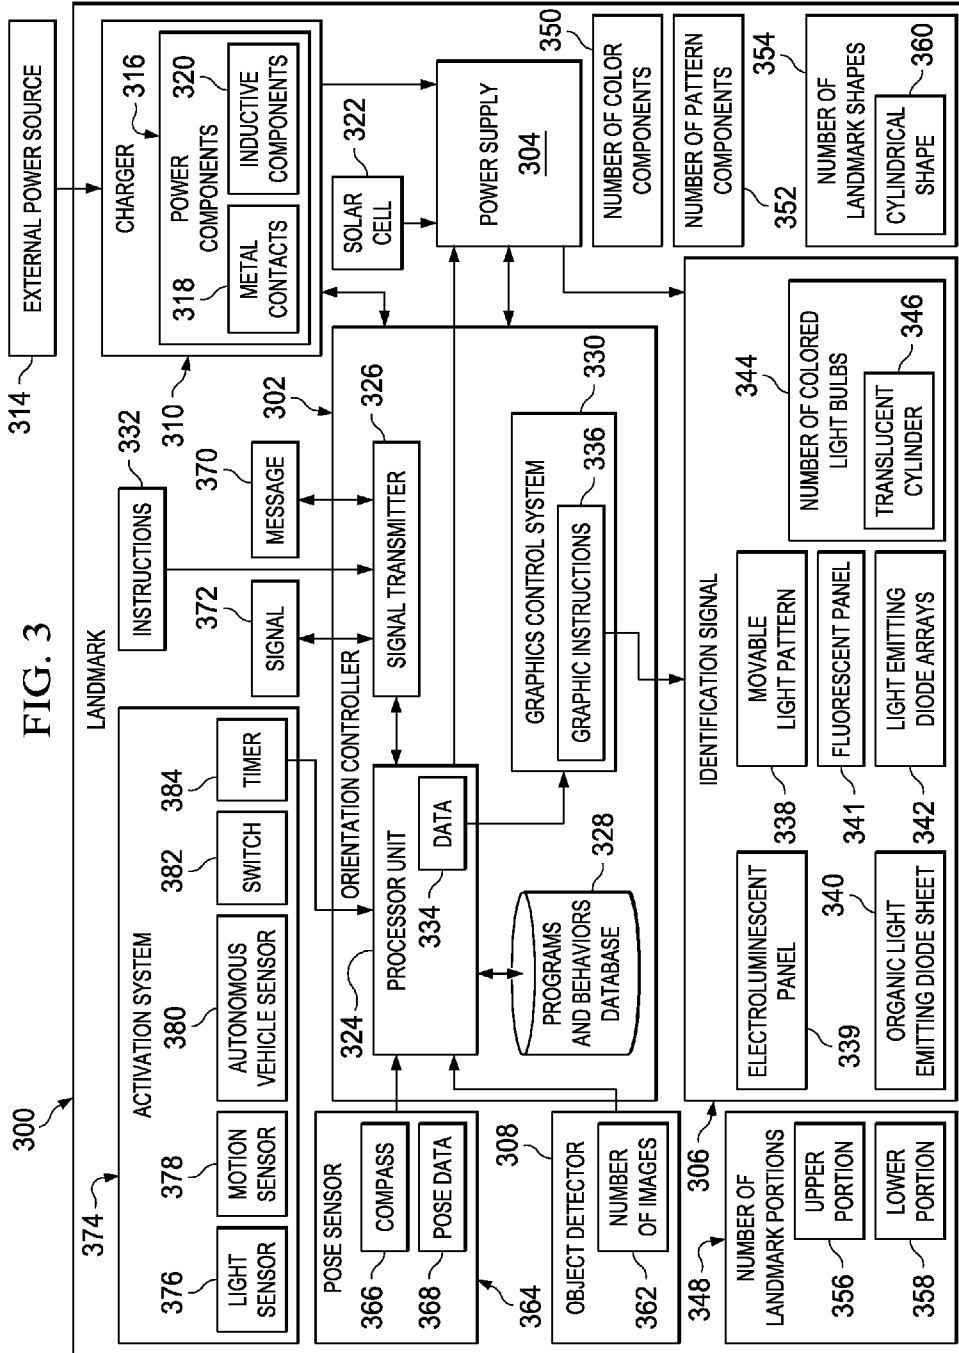 FIG. 3
300
LANDMARK
314
EXTERNAL POWER SOURCE
374
ACTIVATION SYSTEM
376
LIGHT
SENSOR
378
MOTION
SENSOR
380
AUTONOMOUS
VEHICLE SENSOR
382
SWITCH
384
TIMER
332
INSTRUCTIONS
310
CHARGER
316
POWER
COMPONENTS
318
METAL
CONTACTS
320
INDUCTIVE
COMPONENTS
372
SIGNAL
370
MESSAGE
322
SOLAR
CELL
364
POSE SENSOR
366
COMPASS
368
POSE DATA
302
ORIENTATION CONTROLLER
324
PROCESSOR UNIT
334
DATA
326
SIGNAL TRANSMITTER
328
PROGRAMS
AND BEHAVIORS
DATABASE
330
GRAPHICS CONTROL SYSTEM
336
GRAPHIC INSTRUCTIONS
POWER SUPPLY
304
308
OBJECT DETECTOR
362
NUMBER
OF IMAGES
350
NUMBER OF COLOR
COMPONENTS
352
NUMBER OF PATTERN
COMPONENTS
354
NUMBER OF
LANDMARK SHAPES
360
CYLINDRICAL
SHAPE
306
IDENTIFICATION SIGNAL
339
ELECTROLUMINESCENT
PANEL
338
MOVABLE
LIGHT PATTERN
341
FLUORESCENT PANEL
340
ORGANIC LIGHT
EMITTING DIODE SHEET
342
LIGHT EMITTING
DIODE ARRAYS
344
NUMBER OF COLORED
LIGHT BULBS
346
TRANSLUCENT
CYLINDER
348
NUMBER OF
LANDMARK PORTIONS
356
UPPER
PORTION
358
LOWER
PORTION